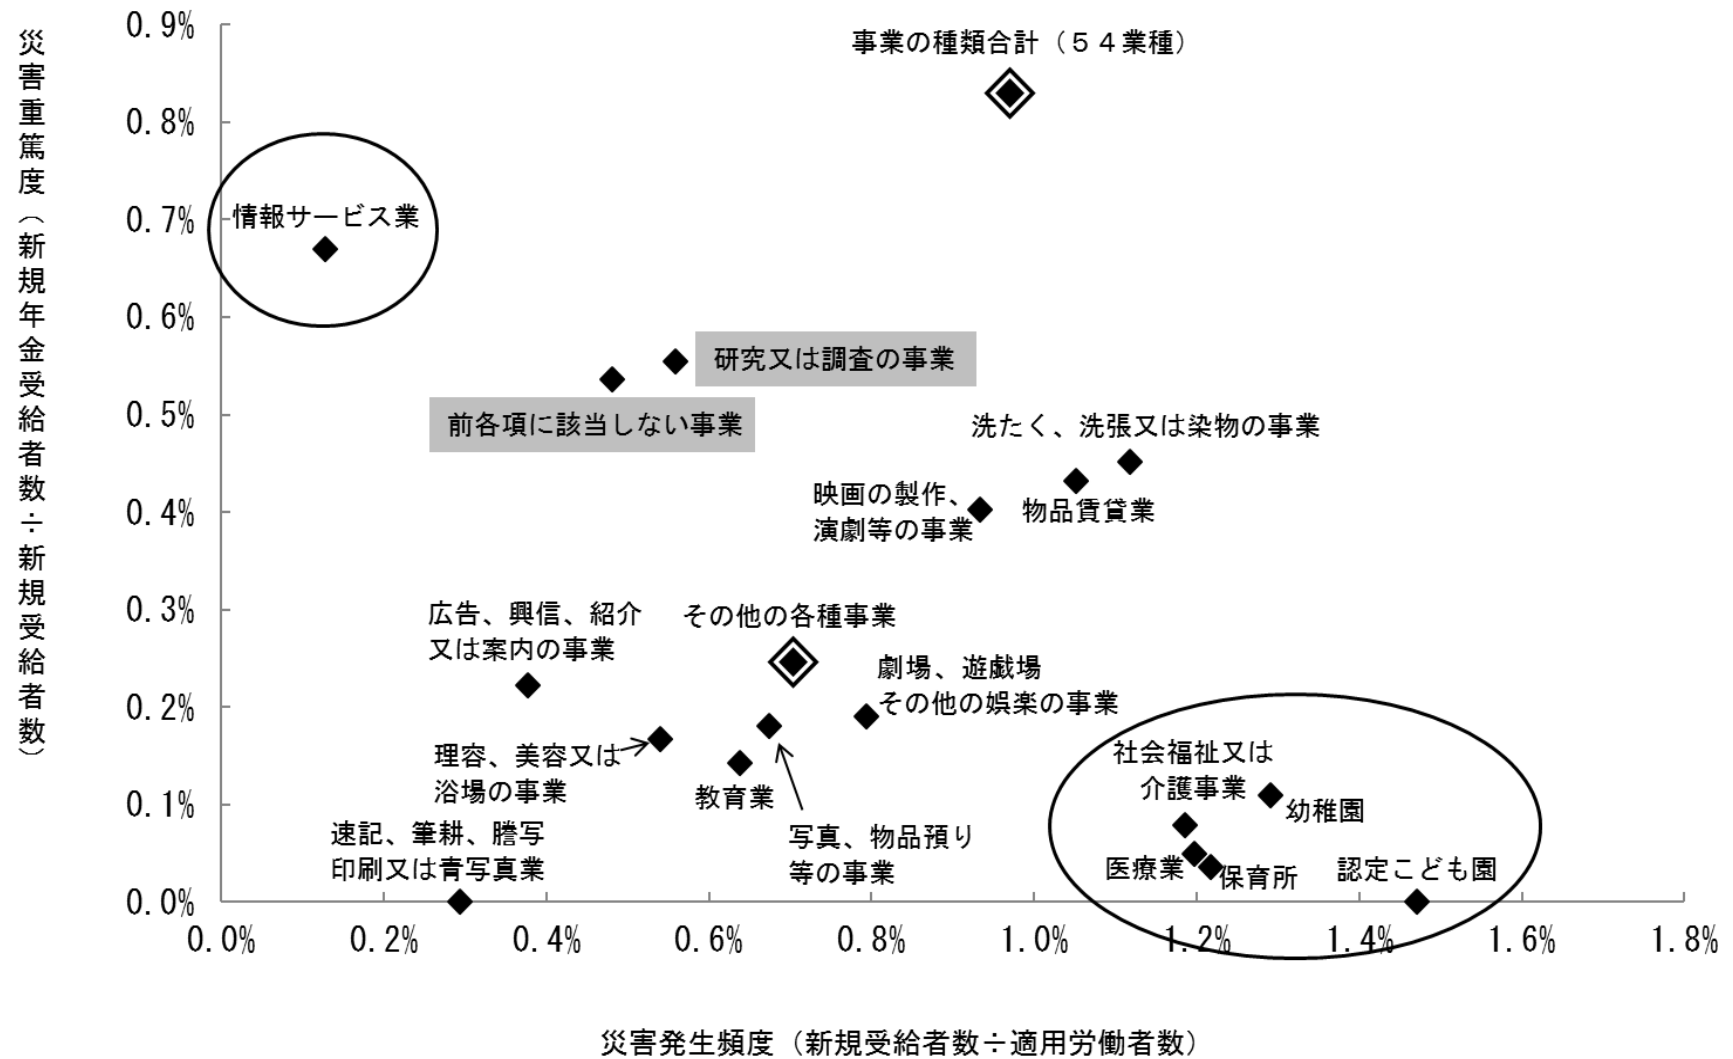 災害重篤度（新規年金受給者数÷新規受給者数）
0.9%
0.8%
0.7%
0.6%
0.5%
0.4%
0.3%
0.2%
0.1%
0.0%
事業の種類合計（５４業種）
情報サービス業
研究又は調査の事業
前各項に該当しない事業
洗たく、洗張又は染物の事業
映画の製作、
演劇等の事業
物品賃貸業
広告、興信、紹介
又は案内の事業
その他の各種事業
劇場、遊戯場
その他の娯楽の事業
理容、美容又は
浴場の事業
教育業
写真、物品預り
等の事業
速記、筆耕、謄写
印刷又は青写真業
社会福祉又は
介護事業
幼稚園
医療業
保育所
認定こども園
0.0%
0.2%
0.4%
0.6%
0.8%
1.0%
1.2%
1.4%
1.6%
1.8%
災害発生頻度（新規受給者数÷適用労働者数）